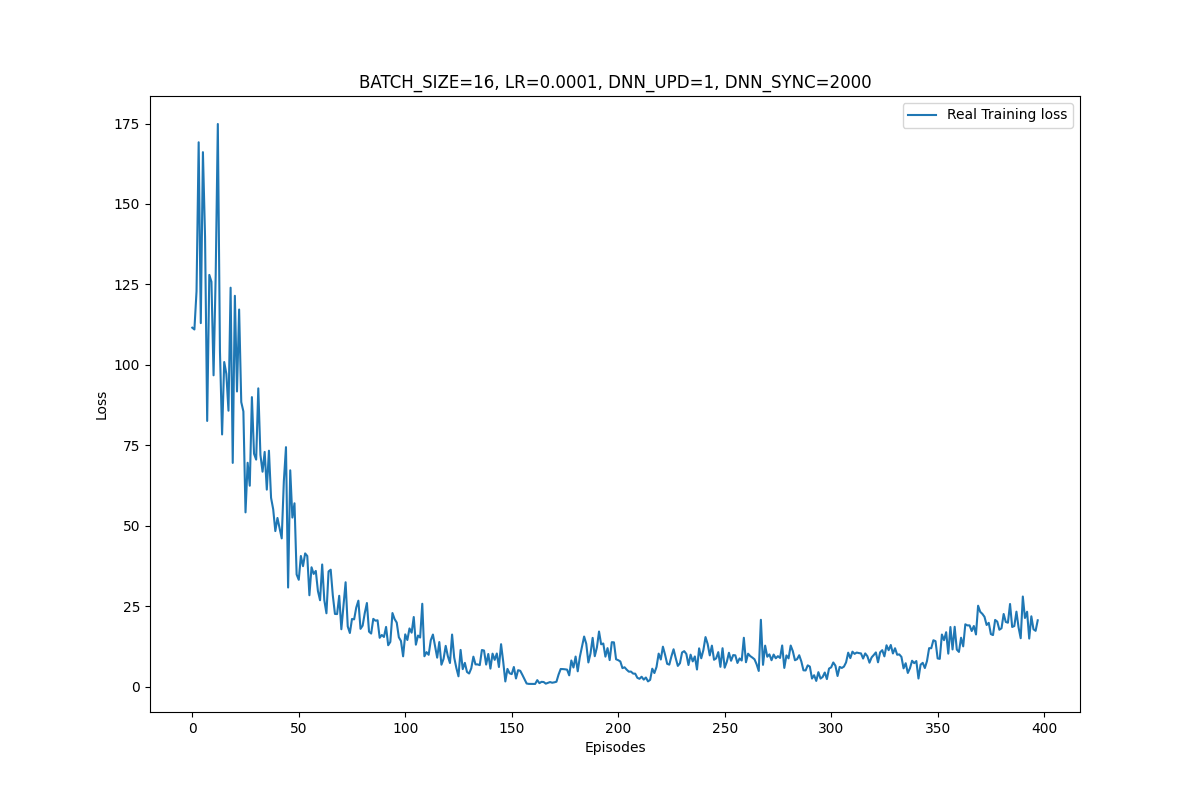 BATCH_SIZE=16, LR=0.0001, DNN_UPD=1, DNN_SYNC=2000
Real Training loss
175
150
125
100
75
50
25
0
Loss
0 50 100 150 200 250 300 350 400
Episodes